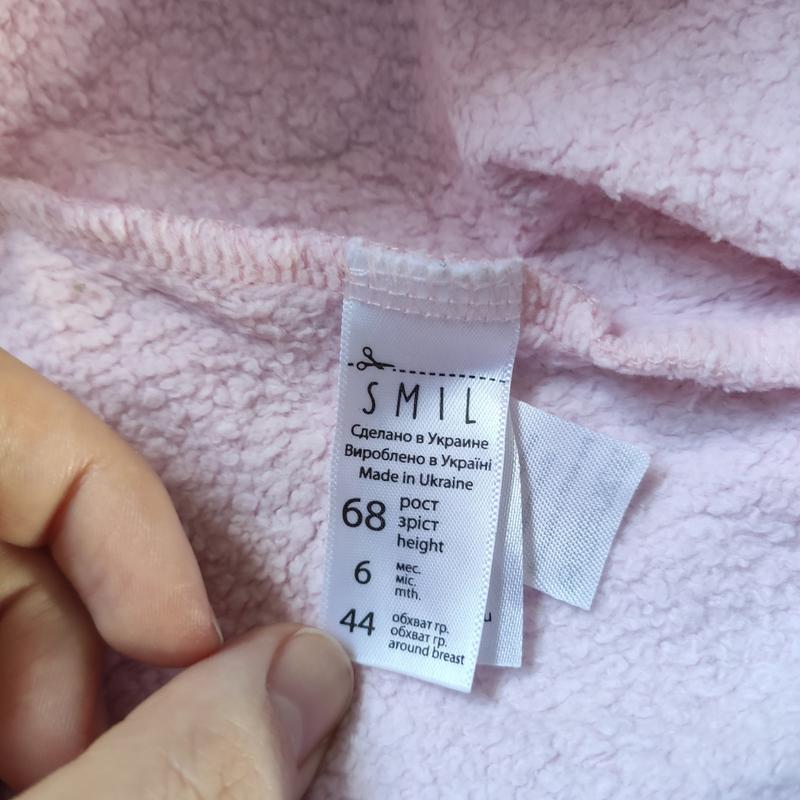 SMIL
Сделано в Украине
Вироблено в Україні
Made in Ukraine
68 рост
зріст
height
6 мес.
міс.
mth.
44 обхват гр.
обхват гр.
around breast